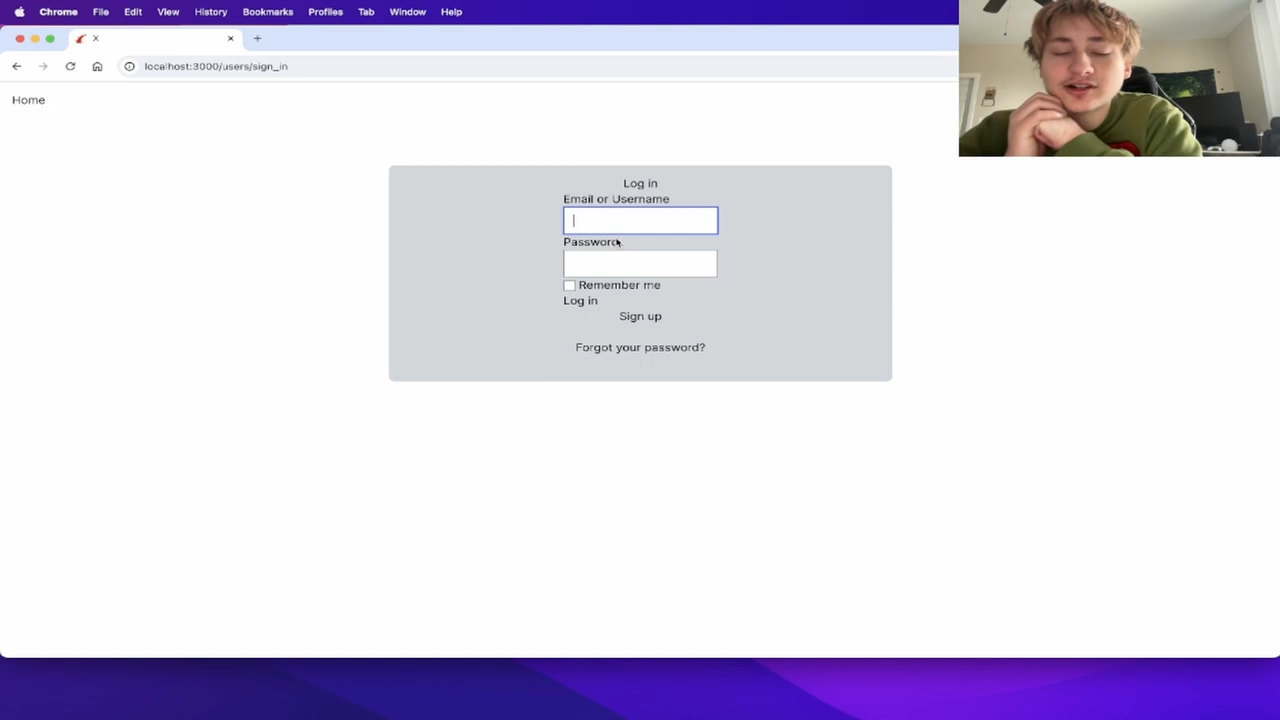 Chrome File Edit View History Bookmarks Profiles Tab Window Help
X
localhost:3000/users/sign_in
Home
Log in
Email or Username
Password
Remember me
Log in
Sign up
Forgot your password?